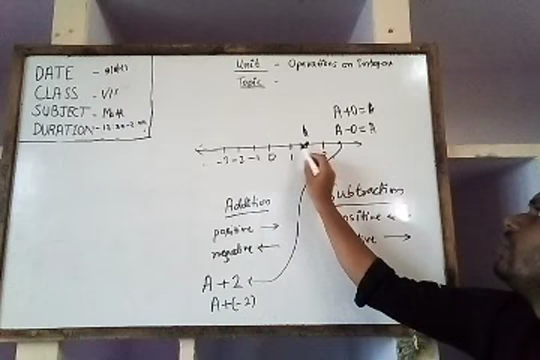 DATE -
CLASS - VII
SUBJECT - Math
DURATION -
Unit - Operations on Integers
Topic -
A+0=A
A-0=A
A
-3 -2 -1 0 1
Addition
positive →
negative ←
Subtraction
positive ←
→
A+2
A+(-2)